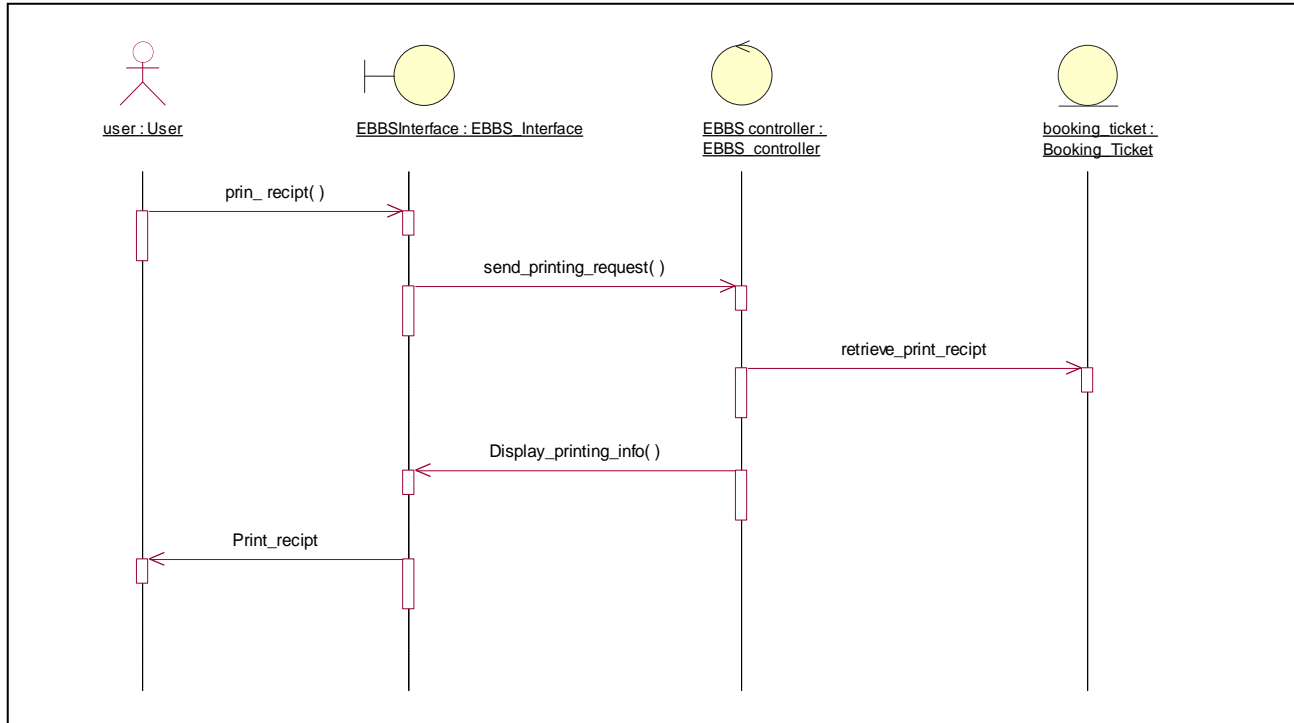 user : User
EBBSInterface : EBBS_Interface
EBBS controller :
EBBS_controller
booking_ticket :
Booking_Ticket
prin_ recipt( )
send_printing_request( )
retrieve_print_recipt
Display_printing_info( )
Print_recipt